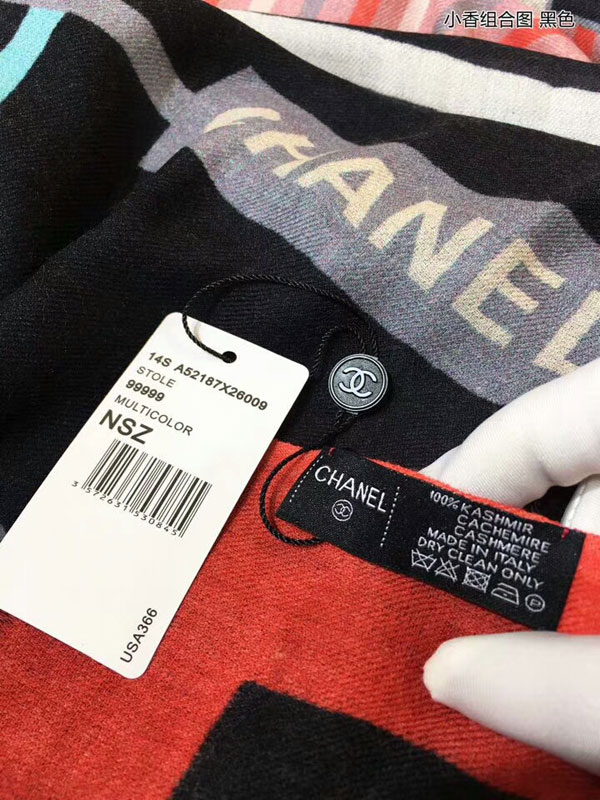 小香组合图 黑色
CHANEL
14S A52187X26009
STOLE
99999
MULTICOLOR
NSZ
3 572631 530845
USA366
CHANEL
100% KASHMIR
CACHEMIRE
CASHMERE
MADE IN ITALY
DRY CLEAN ONLY
P